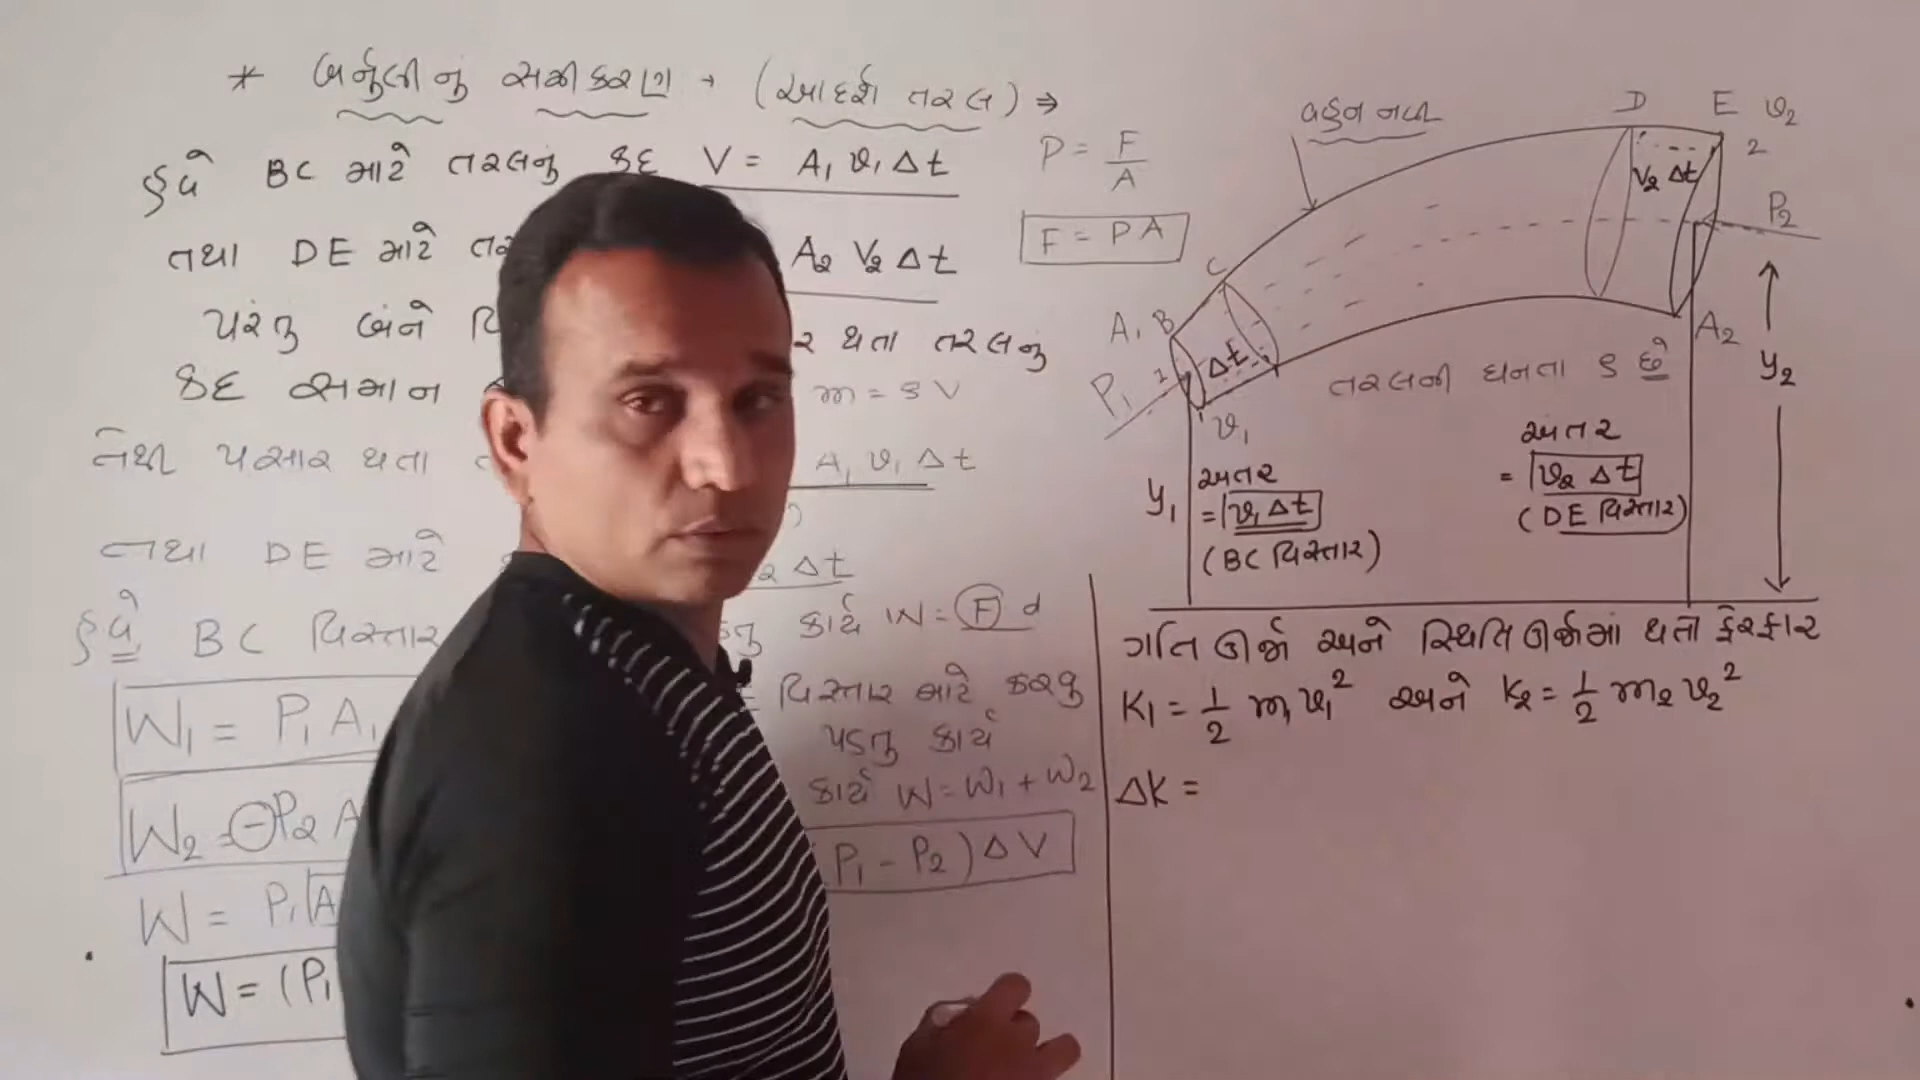 * બર્નુલીનું સમીકરણ → (આદર્શ તરલ) ⇒
હવે BC માટે તરલનું કદ V = A₁ v₁ Δt
તથા DE માટે A₂ V₂ Δt
પરંતુ બંને થતા તરલનું
કદ સમાન m = ૬ V
તેથી પસાર થતા A₁ v₁ Δt
તથા DE માટે Δt
હવે BC વિસ્તાર કાર્ય W = F d
W₁ = P₁ A₁ વિસ્તાર માટે કરવુ
પડતુ કાર્ય
W₂ = -P₂ A કાર્ય W = W₁ + W₂
P₁ - P₂ ) Δ V
W = P₁ A
W = (P₁
P = F / A
F = P A
વહન નળી
D E v₂
2
V₂ Δt
P₂
C
A₁ B
P₁ 1 Δt
v₁
A₂
y₂
તરલની ઘનતા ૬ છે
અંતર
= v₂ Δt
(DE વિસ્તાર)
y₁
અંતર
= v₁ Δt
(BC વિસ્તાર)
ગતિ ઊર્જા અને સ્થિતિ ઊર્જામાં થતો ફેરફાર
K₁ = 1/2 m₁ v₁² અને K₂ = 1/2 m₂ v₂²
ΔK =